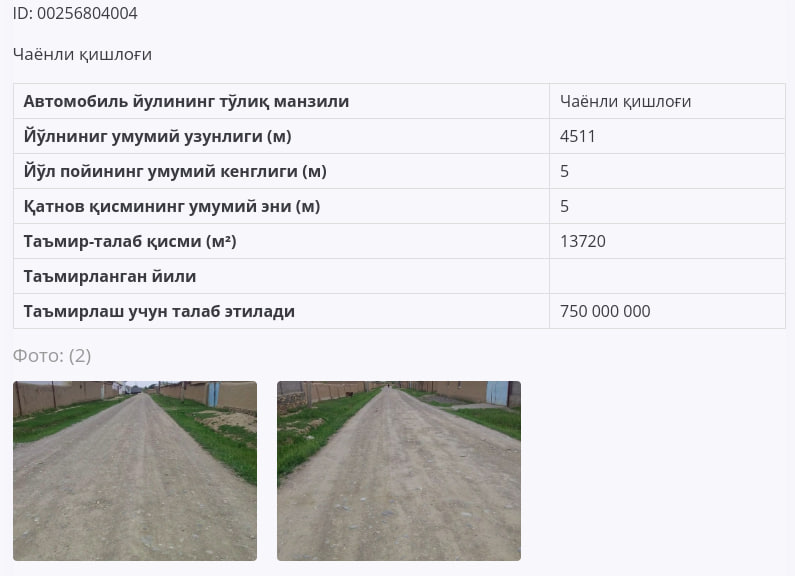 ID: 00256804004
Чаёнли қишлоғи
Автомобиль йулининг тўлиқ манзили Чаёнли қишлоғи
Йўлниниг умумий узунлиги (м) 4511
Йўл пойининг умумий кенглиги (м) 5
Қатнов қисмининг умумий эни (м) 5
Таъмир-талаб қисми (м²) 13720
Таъмирланган йили
Таъмирлаш учун талаб этилади 750 000 000
Фото: (2)